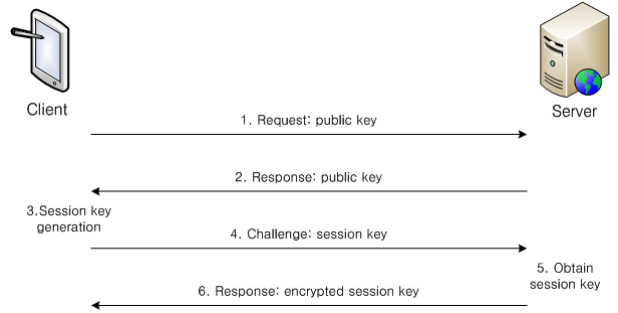 Client
Server
1. Request: public key
2. Response: public key
3.Session key
generation
4. Challenge: session key
5. Obtain
session key
6. Response: encrypted session key